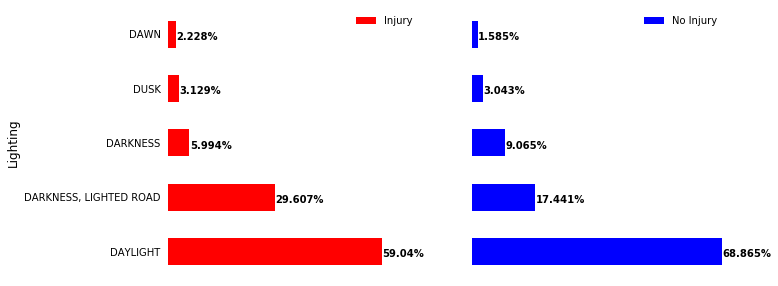 Injury
No Injury
Lighting
DAWN 2.228% 1.585%
DUSK 3.129% 3.043%
DARKNESS 5.994% 9.065%
DARKNESS, LIGHTED ROAD 29.607% 17.441%
DAYLIGHT 59.04% 68.865%